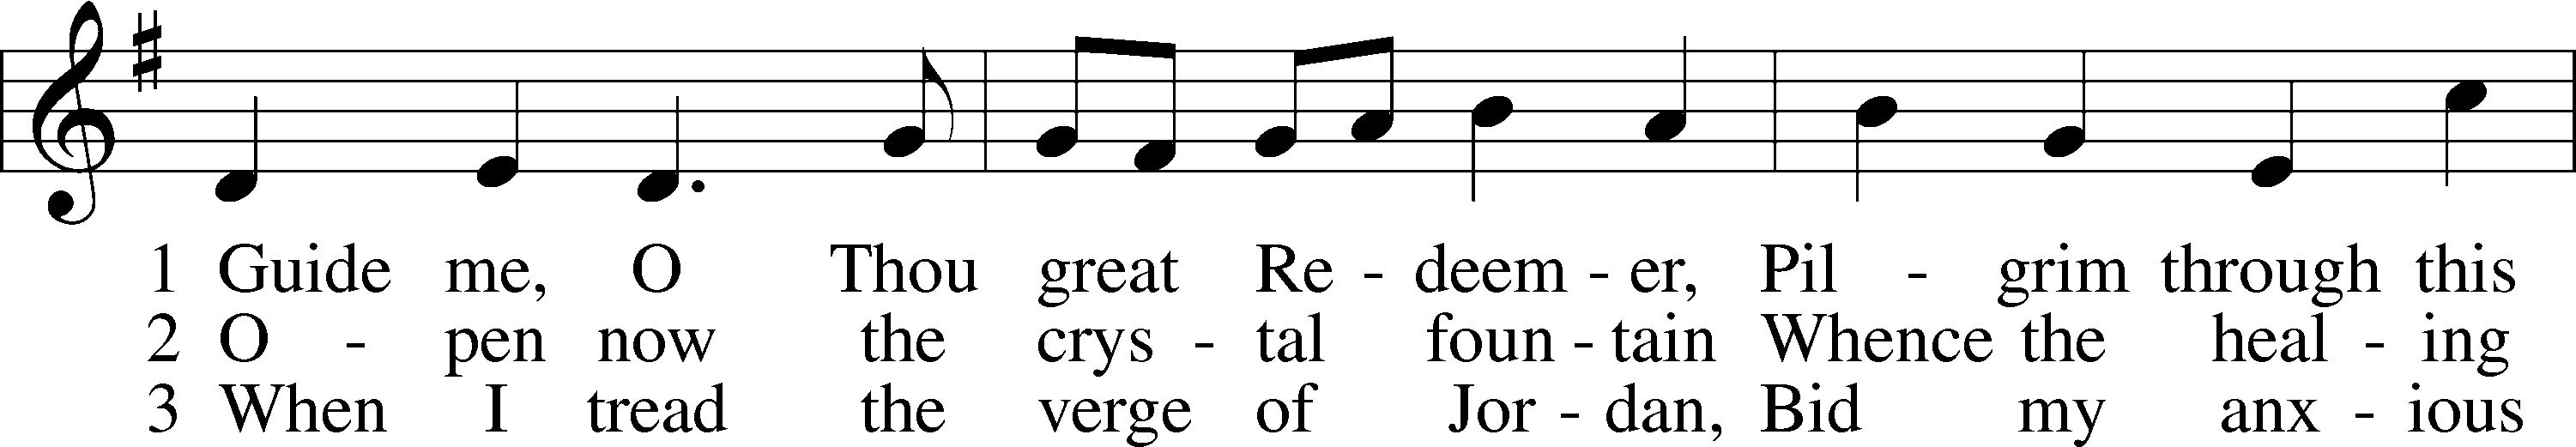 1 Guide me, O Thou great Re - deem - er, Pil - grim through this
2 O - pen now the crys - tal foun - tain Whence the heal - ing
3 When I tread the verge of Jor - dan, Bid my anx - ious